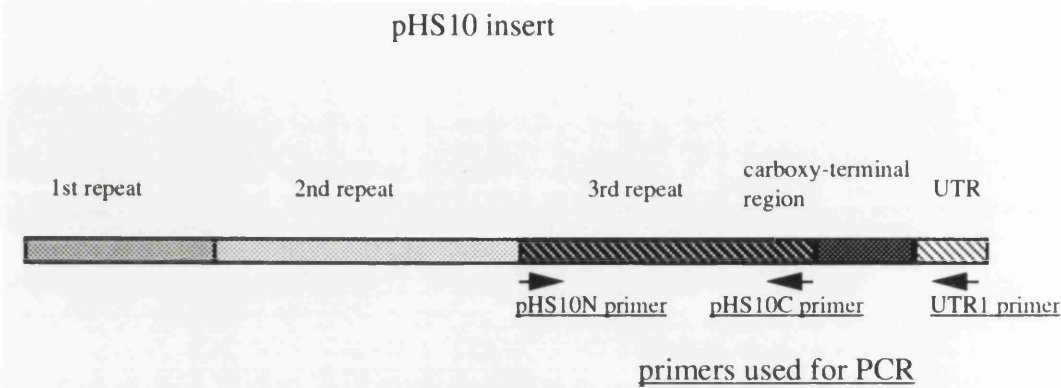 pHS10 insert
1st repeat
2nd repeat
3rd repeat
carboxy-terminal
region
UTR
pHS10N primer
pHS10C primer
UTR1 primer
primers used for PCR